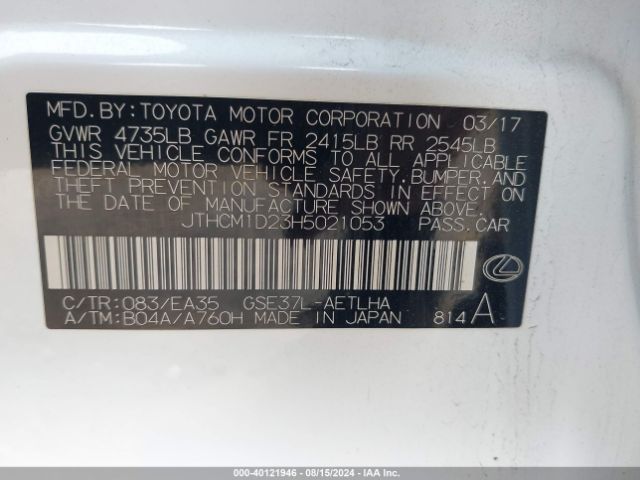 MFD.BY:TOYOTA MOTOR CORPORATION 03/17
GVWR 4735LB GAWR FR 2415LB RR 2545LB
THIS VEHICLE CONFORMS TO ALL APPLICABLE
FEDERAL MOTOR VEHICLE SAFETY,BUMPER,AND
THEFT PREVENTION STANDARDS IN EFFECT ON
THE DATE OF MANUFACTURE SHOWN ABOVE.
JTHCM1D23H5021053 PASS.CAR
C/TR:083/EA35 GSE37L-AETLHA
A/TM:B04A/A760H MADE IN JAPAN 814A
000-40121946 - 08/15/2024 - IAA Inc.